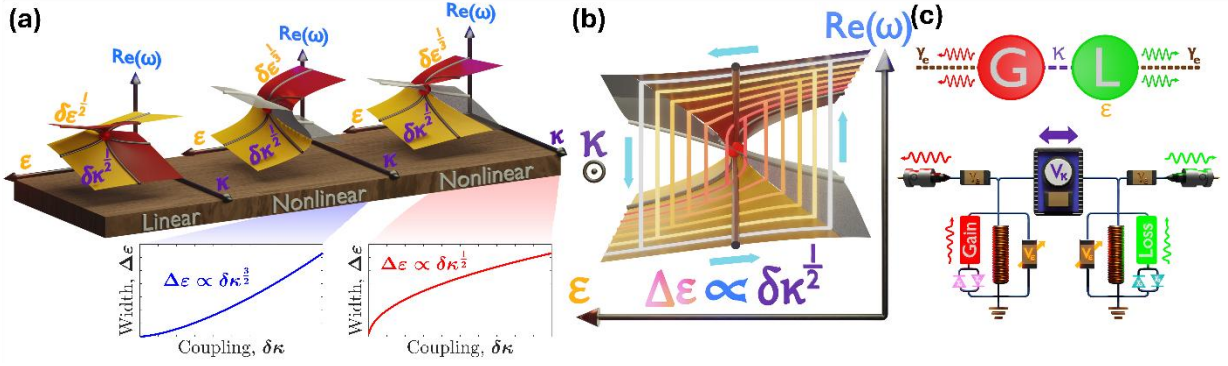 (a)
Re(ω)
Re(ω)
Re(ω)
δε^{1/2}
δε^{1/3}
δε^{1/3}
ε
ε
ε
δκ^{1/2}
δκ^{1/2}
δκ^{1/2}
κ
κ
κ
Linear
Nonlinear
Nonlinear
Width, Δε
Δε ∝ δκ^{3/2}
Coupling, δκ
Width, Δε
Δε ∝ δκ^{1/2}
Coupling, δκ
(b)
Re(ω)
κ
ε
Δε ∝ δκ^{1/2}
(c)
γe
G
κ
L
γe
ε
Vκ
Gain
Vε
Vε
Loss